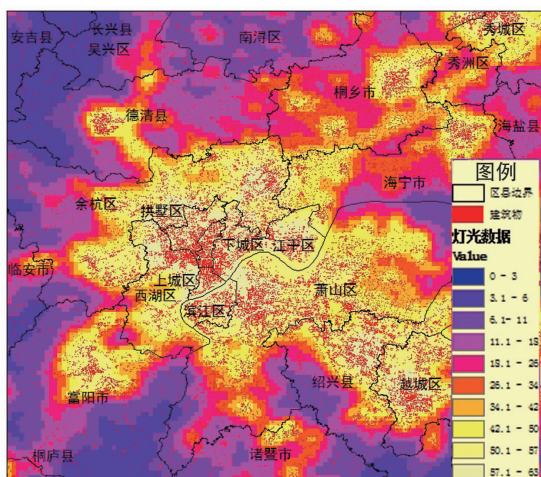 安吉县
长兴县
吴兴区
南浔区
秀城区
秀洲区
桐乡市
德清县
海盐县
海宁市
余杭区
拱墅区
下城区
江干区
临安市
上城区
西湖区
滨江区
萧山区
绍兴县
越城区
富阳市
桐庐县
诸暨市
图例
区县边界
建筑物
灯光数据
Value
0 - 3
3.1 - 6
6.1- 11
11.1 - 18
18.1 - 26
26.1 - 34
34.1 - 42
42.1 - 50
50.1 - 57
57.1 - 63